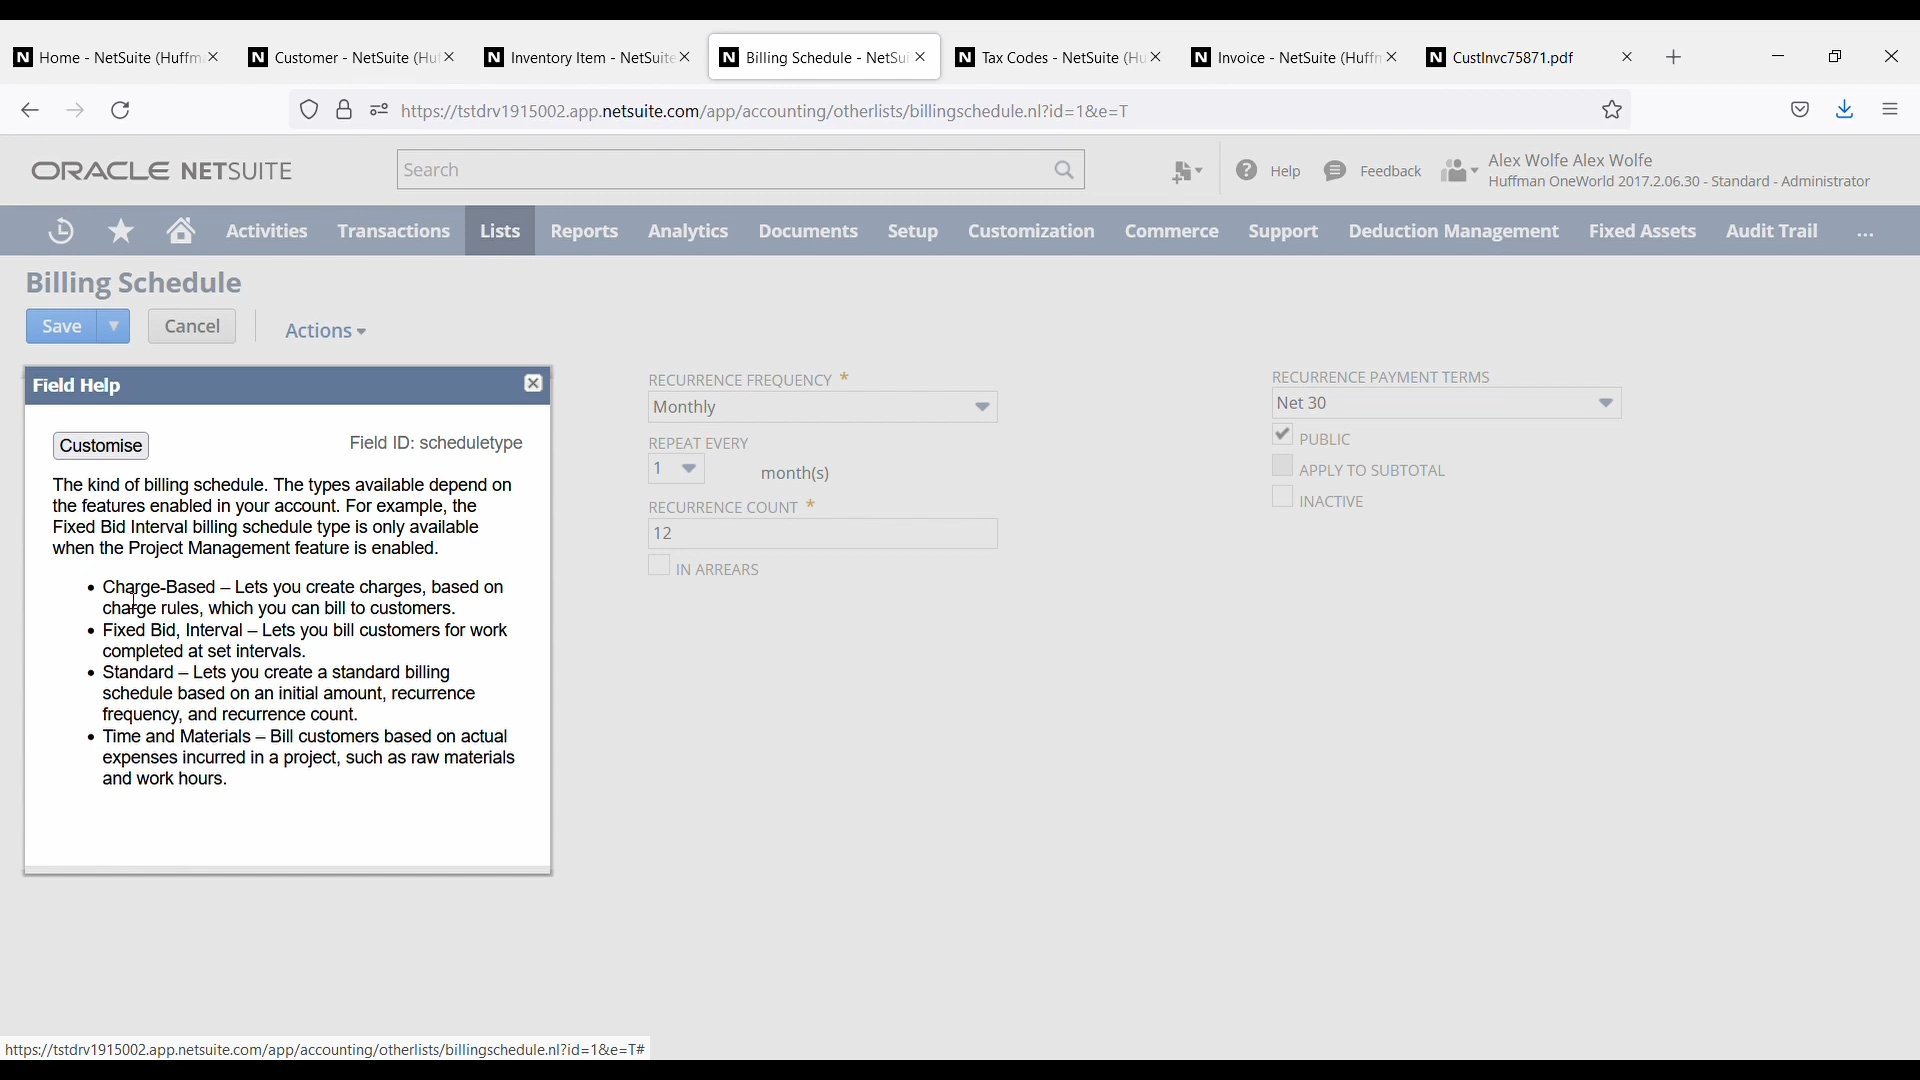 Home - NetSuite (Huffm
Customer - NetSuite (Huf
Inventory Item - NetSuite
Billing Schedule - NetSui
Tax Codes - NetSuite (Hu
Invoice - NetSuite (Huffm
CustInvc75871.pdf
https://tstdrv1915002.app.netsuite.com/app/accounting/otherlists/billingschedule.nl?id=1&e=T
ORACLE NETSUITE
Search
Help
Feedback
Alex Wolfe Alex Wolfe
Huffman OneWorld 2017.2.06.30 - Standard - Administrator
Activities Transactions Lists Reports Analytics Documents Setup Customization Commerce Support Deduction Management Fixed Assets Audit Trail ...
Billing Schedule
Save
Cancel
Actions
Field Help
Customise
Field ID: scheduletype
The kind of billing schedule. The types available depend on
the features enabled in your account. For example, the
Fixed Bid Interval billing schedule type is only available
when the Project Management feature is enabled.
• Charge-Based – Lets you create charges, based on
charge rules, which you can bill to customers.
• Fixed Bid, Interval – Lets you bill customers for work
completed at set intervals.
• Standard – Lets you create a standard billing
schedule based on an initial amount, recurrence
frequency, and recurrence count.
• Time and Materials – Bill customers based on actual
expenses incurred in a project, such as raw materials
and work hours.
RECURRENCE FREQUENCY *
Monthly
REPEAT EVERY
1
month(s)
RECURRENCE COUNT *
12
IN ARREARS
RECURRENCE PAYMENT TERMS
Net 30
PUBLIC
APPLY TO SUBTOTAL
INACTIVE
https://tstdrv1915002.app.netsuite.com/app/accounting/otherlists/billingschedule.nl?id=1&e=T#